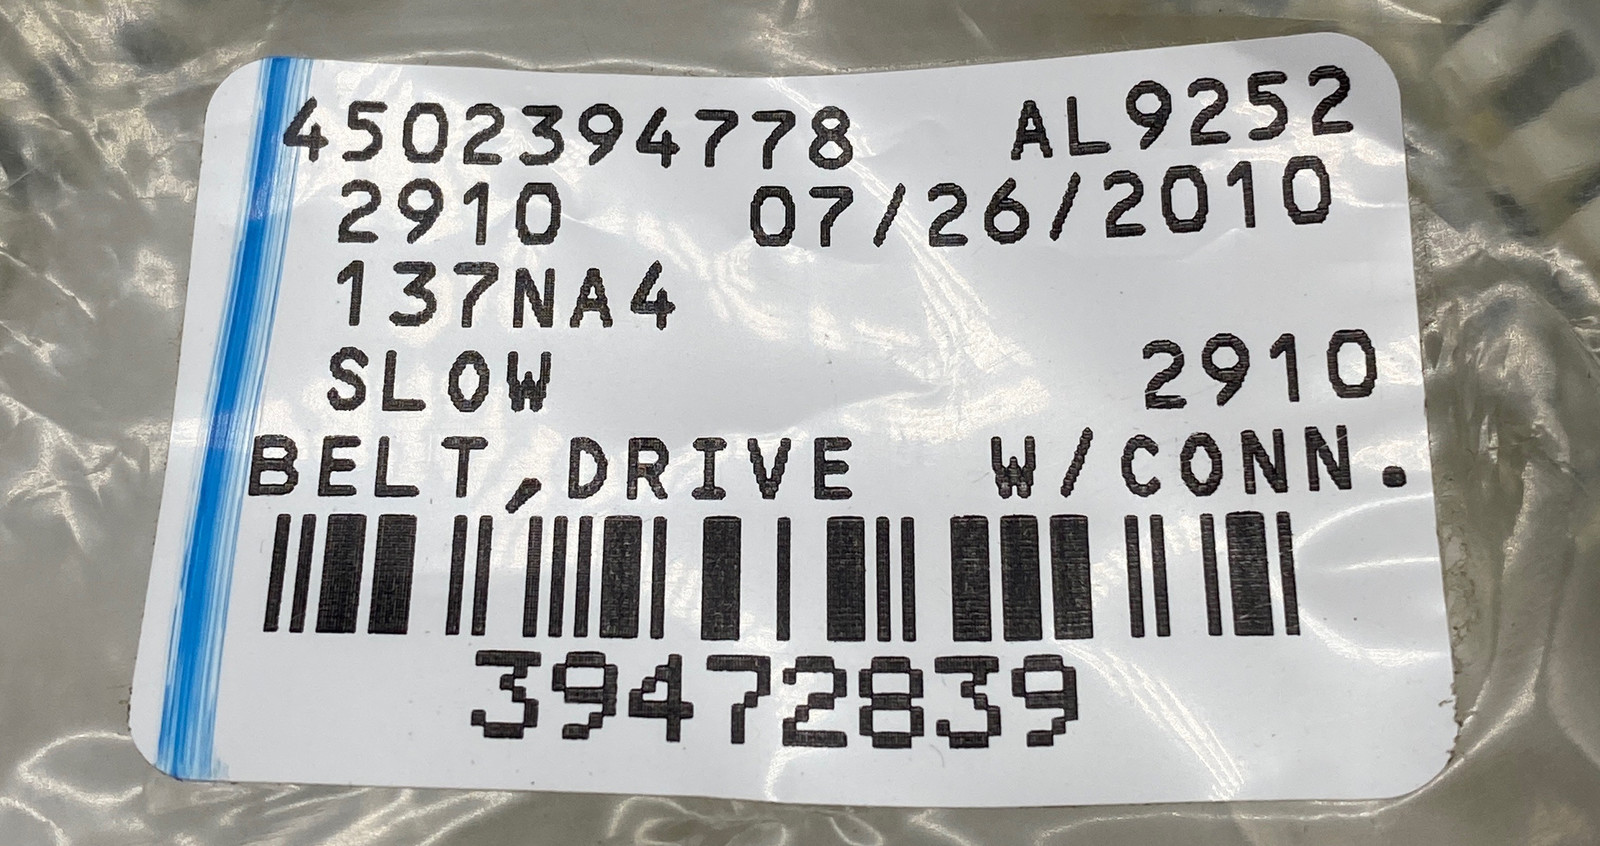 4502394778 AL9252
2910 07/26/2010
137NA4
SLOW 2910
BELT,DRIVE W/CONN.
39472839